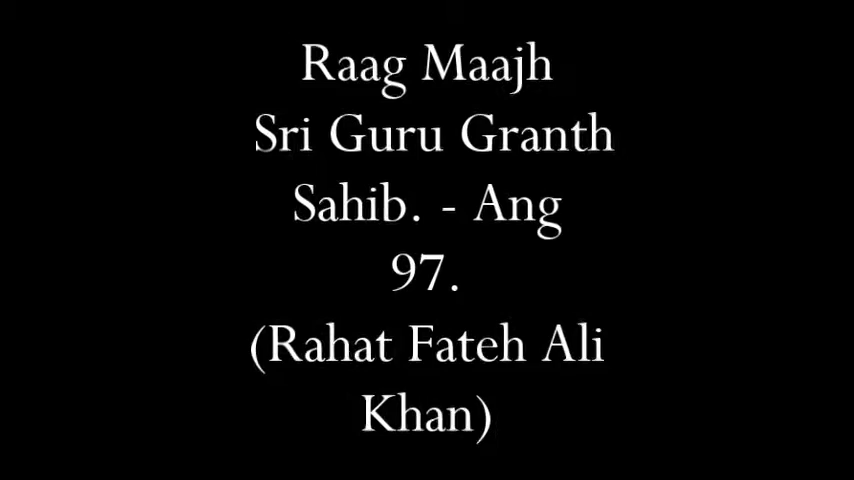 Raag Maajh
Sri Guru Granth
Sahib. - Ang
97.
(Rahat Fateh Ali
Khan)